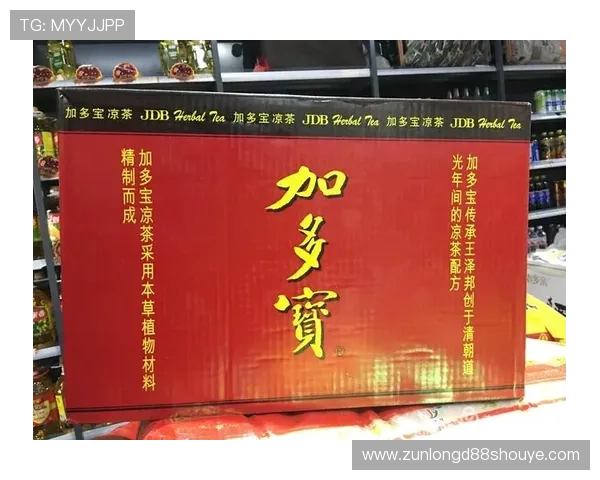 TG: MYYJJPP
加多宝凉茶 JDB Herbal Tea 加多宝凉茶 JDB Herbal Tea 加多宝凉茶 JDB Herbal Tea
加多宝传承王泽邦创于清朝道
光年间的凉茶配方
加多寶
加多宝凉茶采用本草植物材料
精制而成
www.zunlongd88shouye.com